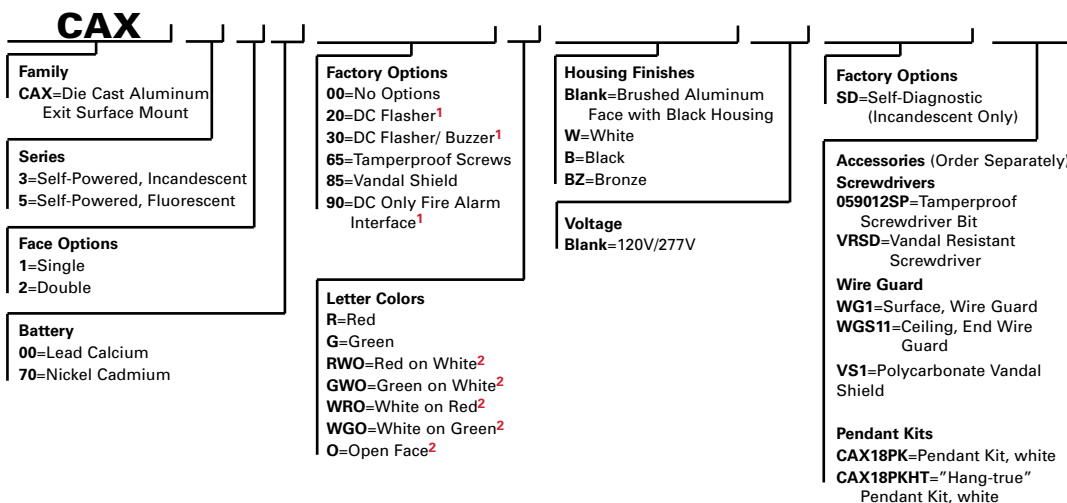 CAX
Family
CAX=Die Cast Aluminum
Exit Surface Mount
Series
3=Self-Powered, Incandescent
5=Self-Powered, Fluorescent
Face Options
1=Single
2=Double
Battery
00=Lead Calcium
70=Nickel Cadmium
Factory Options
00=No Options
20=DC Flasher1
30=DC Flasher/ Buzzer1
65=Tamperproof Screws
85=Vandal Shield
90=DC Only Fire Alarm
Interface1
Letter Colors
R=Red
G=Green
RWO=Red on White2
GWO=Green on White2
WRO=White on Red2
WGO=White on Green2
O=Open Face2
Housing Finishes
Blank=Brushed Aluminum
Face with Black Housing
W=White
B=Black
BZ=Bronze
Voltage
Blank=120V/277V
Factory Options
SD=Self-Diagnostic
(Incandescent Only)
Accessories (Order Separately)
Screwdrivers
059012SP=Tamperproof
Screwdriver Bit
VRSD=Vandal Resistant
Screwdriver
Wire Guard
WG1=Surface, Wire Guard
WGS11=Ceiling, End Wire
Guard
VS1=Polycarbonate Vandal
Shield
Pendant Kits
CAX18PK=Pendant Kit, white
CAX18PKHT="Hang-true"
Pendant Kit, white